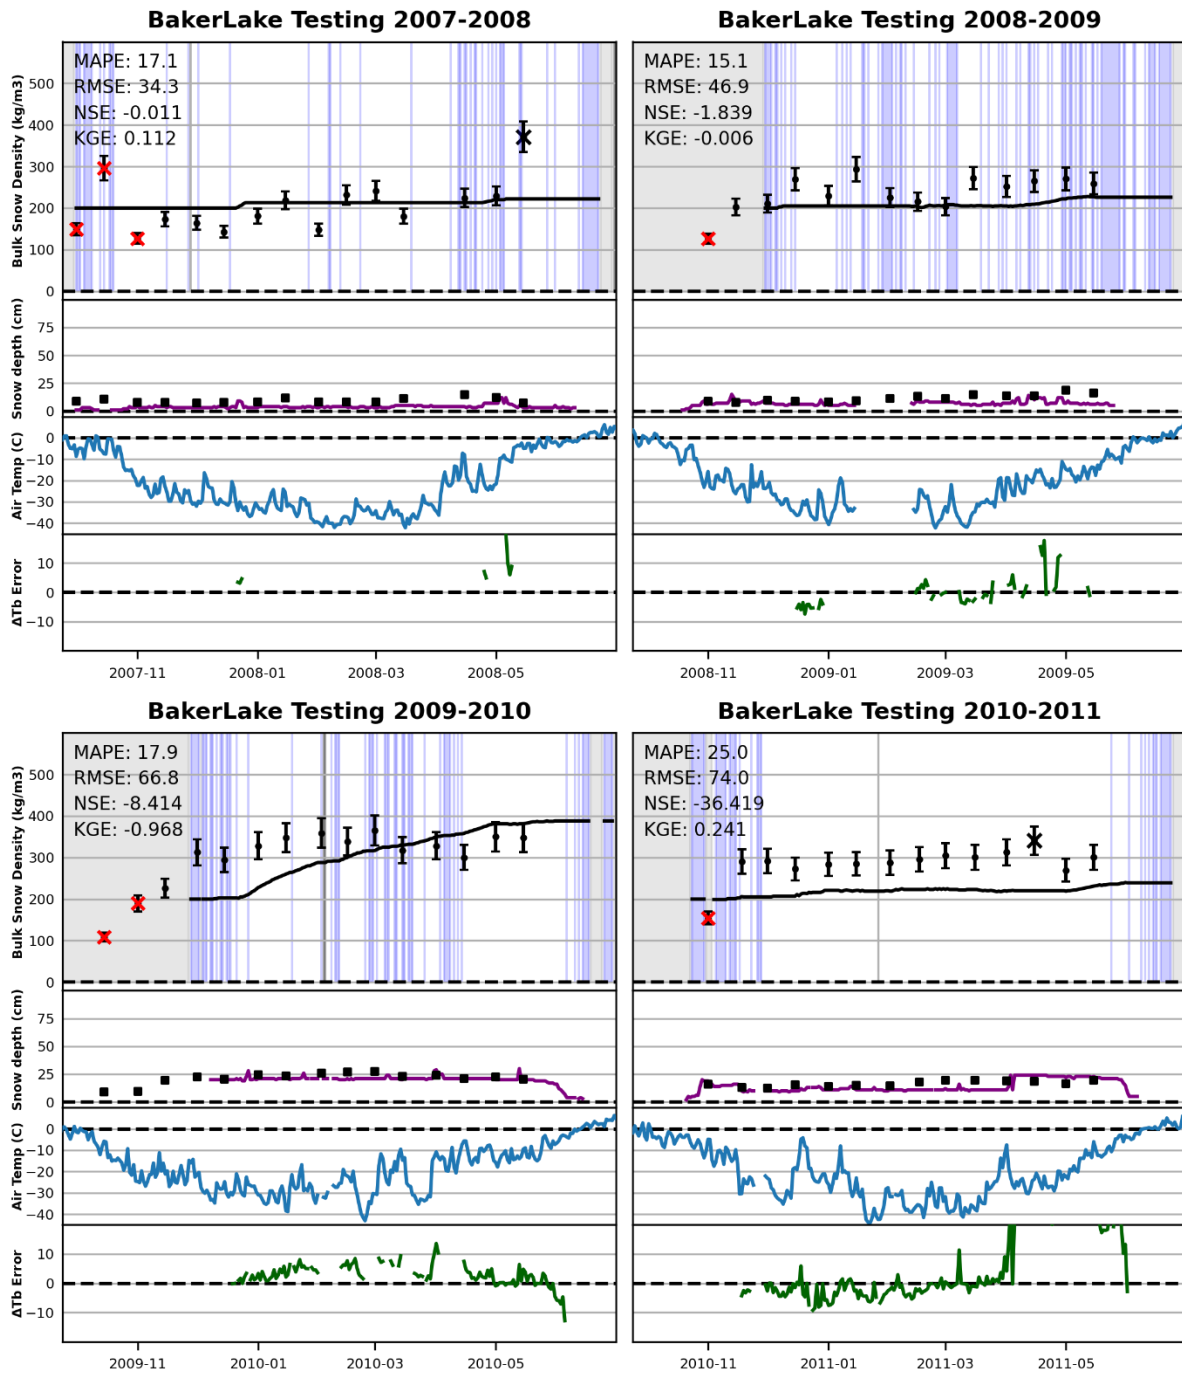 BakerLake Testing 2007-2008
MAPE: 17.1
RMSE: 34.3
NSE: -0.011
KGE: 0.112
Bulk Snow Density (kg/m3)
600
500
400
300
200
100
0
Snow depth (cm)
75
50
25
0
Air Temp (C)
0
−10
−20
−30
−40
ΔTb Error
10
0
−10
2007-11 2008-01 2008-03 2008-05
BakerLake Testing 2008-2009
MAPE: 15.1
RMSE: 46.9
NSE: -1.839
KGE: -0.006
2008-11 2009-01 2009-03 2009-05
BakerLake Testing 2009-2010
MAPE: 17.9
RMSE: 66.8
NSE: -8.414
KGE: -0.968
Bulk Snow Density (kg/m3)
500
400
300
200
100
0
Snow depth (cm)
75
50
25
0
Air Temp (C)
0
−10
−20
−30
−40
ΔTb Error
10
0
−10
2009-11 2010-01 2010-03 2010-05
BakerLake Testing 2010-2011
MAPE: 25.0
RMSE: 74.0
NSE: -36.419
KGE: 0.241
2010-11 2011-01 2011-03 2011-05